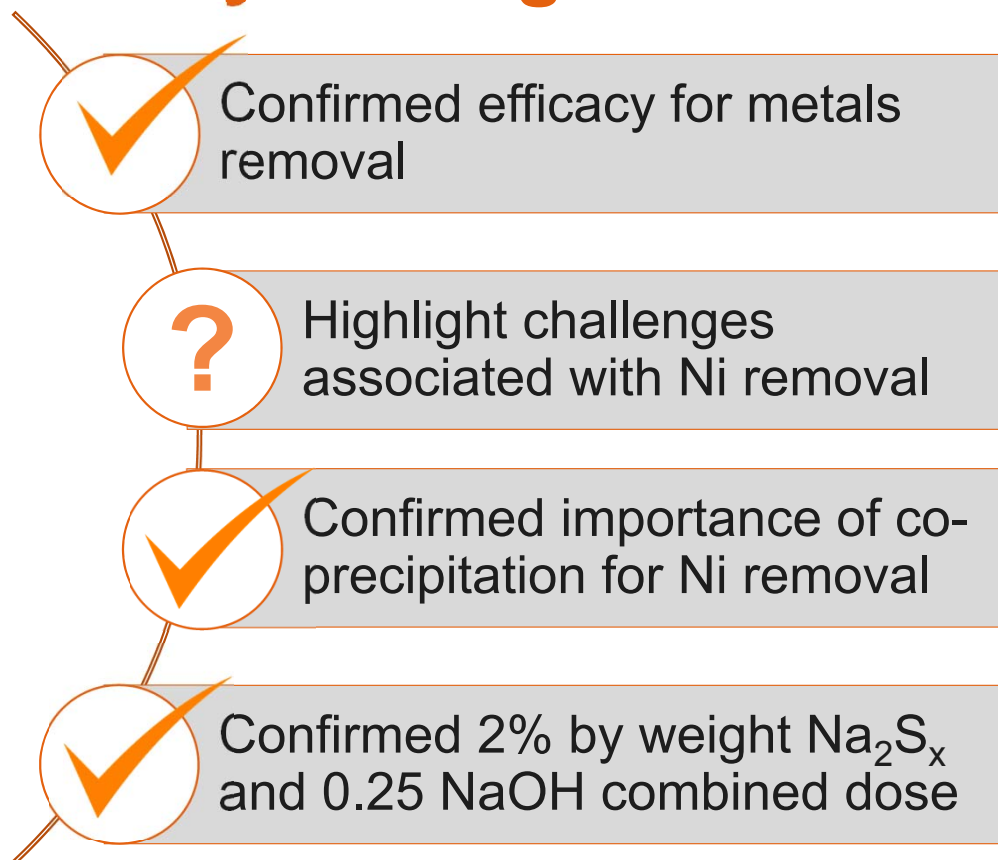 Confirmed efficacy for metals
removal
?
Highlight challenges
associated with Ni removal
Confirmed importance of co-
precipitation for Ni removal
Confirmed 2% by weight Na₂Sₓ
and 0.25 NaOH combined dose